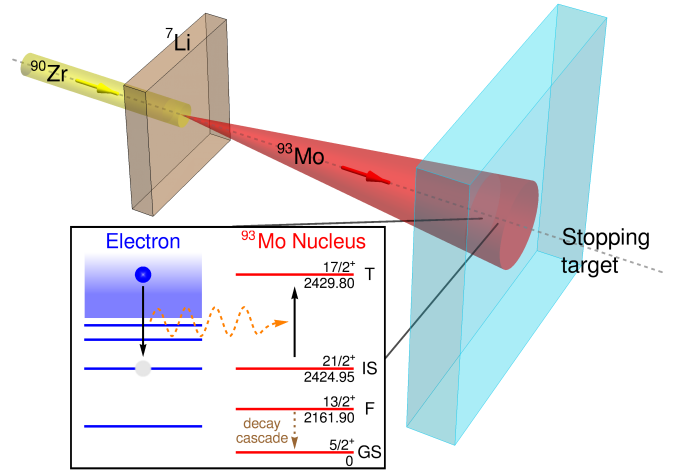 ⁷Li
⁹⁰Zr
⁹³Mo
Stopping
target
Electron
⁹³Mo Nucleus
17/2⁺
T
2429.80
21/2⁺
IS
2424.95
13/2⁺
F
2161.90
decay
cascade
5/2⁺
GS
0